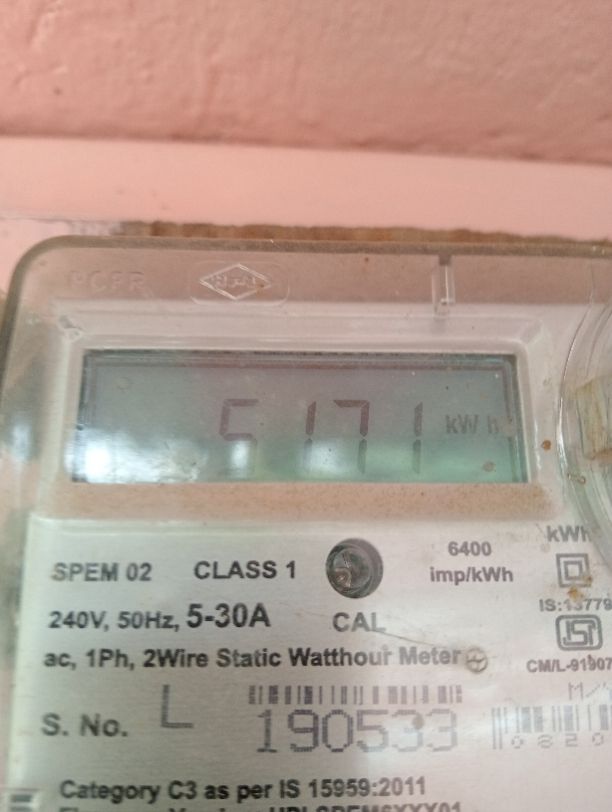 5171 kWh
kWh
6400
SPEM 02 CLASS 1 imp/kWh
IS:13779
240V, 50Hz, 5-30A CAL
ac, 1Ph, 2Wire Static Watthour Meter
S. No. L 190533
Category C3 as per IS 15959:2011